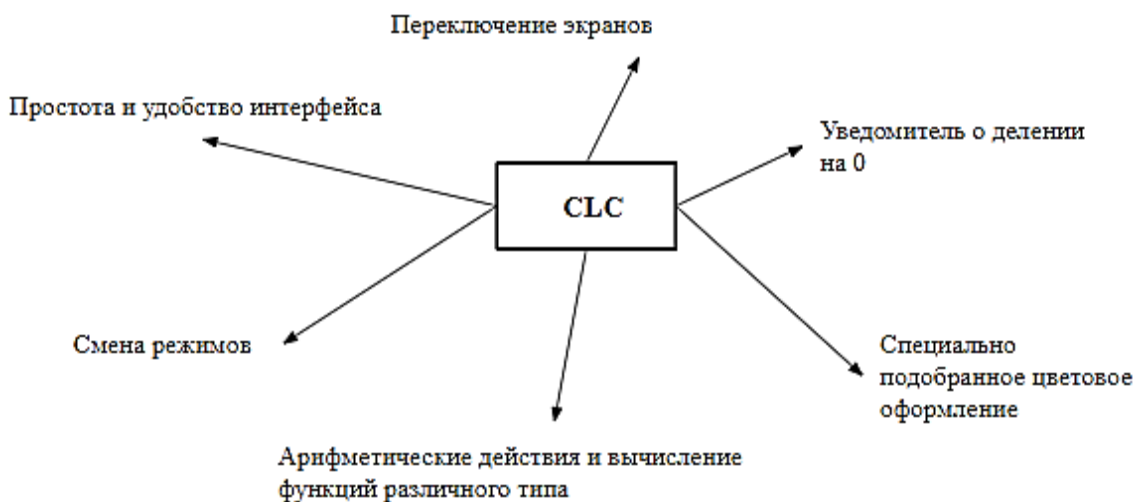 Переключение экранов
Простота и удобство интерфейса
Уведомитель о делении
на 0
CLC
Смена режимов
Специально
подобранное цветовое
оформление
Арифметические действия и вычисление
функций различного типа